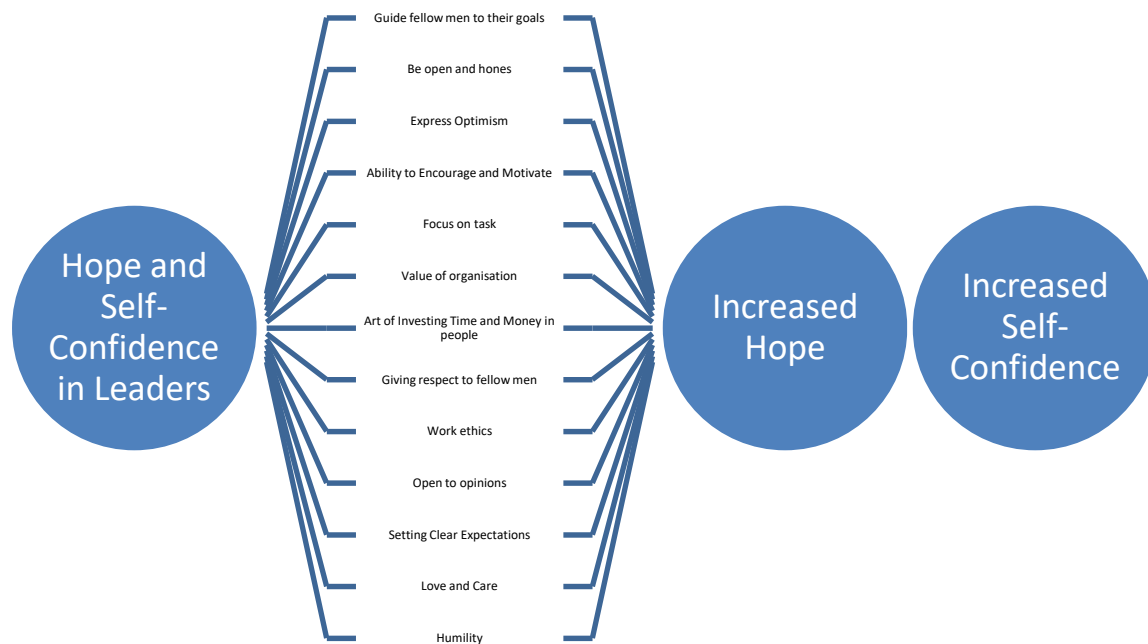 Hope and
Self-
Confidence
in Leaders
Guide fellow men to their goals
Be open and hones
Express Optimism
Ability to Encourage and Motivate
Focus on task
Value of organisation
Art of Investing Time and Money in
people
Giving respect to fellow men
Work ethics
Open to opinions
Setting Clear Expectations
Love and Care
Humility
Increased
Hope
Increased
Self-
Confidence